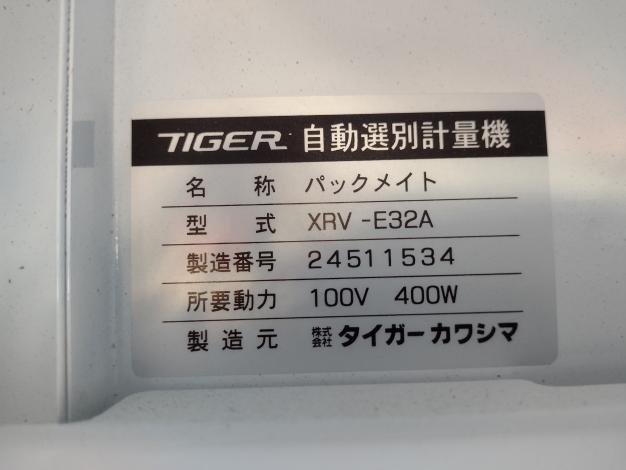 TIGER 自動選別計量機
名称 パックメイト
型式 XRV-E32A
製造番号 24511534
所要動力 100V 400W
製造元 株式会社 タイガーカワシマ